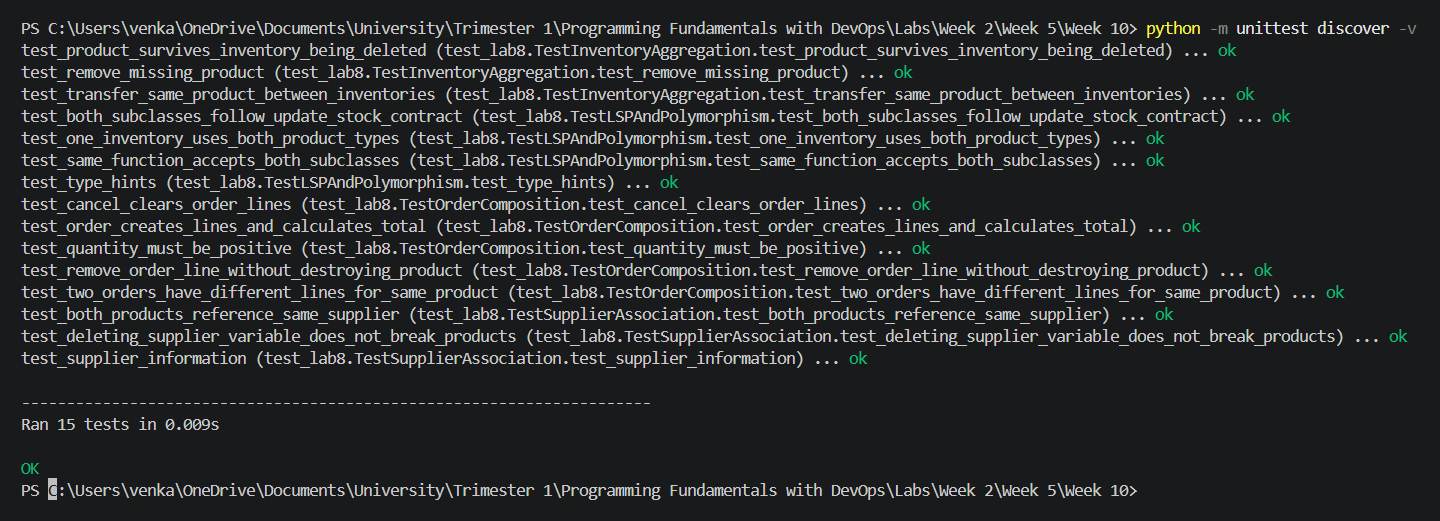 PS C:\Users\venka\OneDrive\Documents\University\Trimester 1\Programming Fundamentals with DevOps\Labs\Week 2\Week 5\Week 10> python -m unittest discover -v
test_product_survives_inventory_being_deleted (test_lab8.TestInventoryAggregation.test_product_survives_inventory_being_deleted) ... ok
test_remove_missing_product (test_lab8.TestInventoryAggregation.test_remove_missing_product) ... ok
test_transfer_same_product_between_inventories (test_lab8.TestInventoryAggregation.test_transfer_same_product_between_inventories) ... ok
test_both_subclasses_follow_update_stock_contract (test_lab8.TestLSPAndPolymorphism.test_both_subclasses_follow_update_stock_contract) ... ok
test_one_inventory_uses_both_product_types (test_lab8.TestLSPAndPolymorphism.test_one_inventory_uses_both_product_types) ... ok
test_same_function_accepts_both_subclasses (test_lab8.TestLSPAndPolymorphism.test_same_function_accepts_both_subclasses) ... ok
test_type_hints (test_lab8.TestLSPAndPolymorphism.test_type_hints) ... ok
test_cancel_clears_order_lines (test_lab8.TestOrderComposition.test_cancel_clears_order_lines) ... ok
test_order_creates_lines_and_calculates_total (test_lab8.TestOrderComposition.test_order_creates_lines_and_calculates_total) ... ok
test_quantity_must_be_positive (test_lab8.TestOrderComposition.test_quantity_must_be_positive) ... ok
test_remove_order_line_without_destroying_product (test_lab8.TestOrderComposition.test_remove_order_line_without_destroying_product) ... ok
test_two_orders_have_different_lines_for_same_product (test_lab8.TestOrderComposition.test_two_orders_have_different_lines_for_same_product) ... ok
test_both_products_reference_same_supplier (test_lab8.TestSupplierAssociation.test_both_products_reference_same_supplier) ... ok
test_deleting_supplier_variable_does_not_break_products (test_lab8.TestSupplierAssociation.test_deleting_supplier_variable_does_not_break_products) ... ok
test_supplier_information (test_lab8.TestSupplierAssociation.test_supplier_information) ... ok
----------------------------------------------------------------------
Ran 15 tests in 0.009s
OK
PS C:\Users\venka\OneDrive\Documents\University\Trimester 1\Programming Fundamentals with DevOps\Labs\Week 2\Week 5\Week 10>